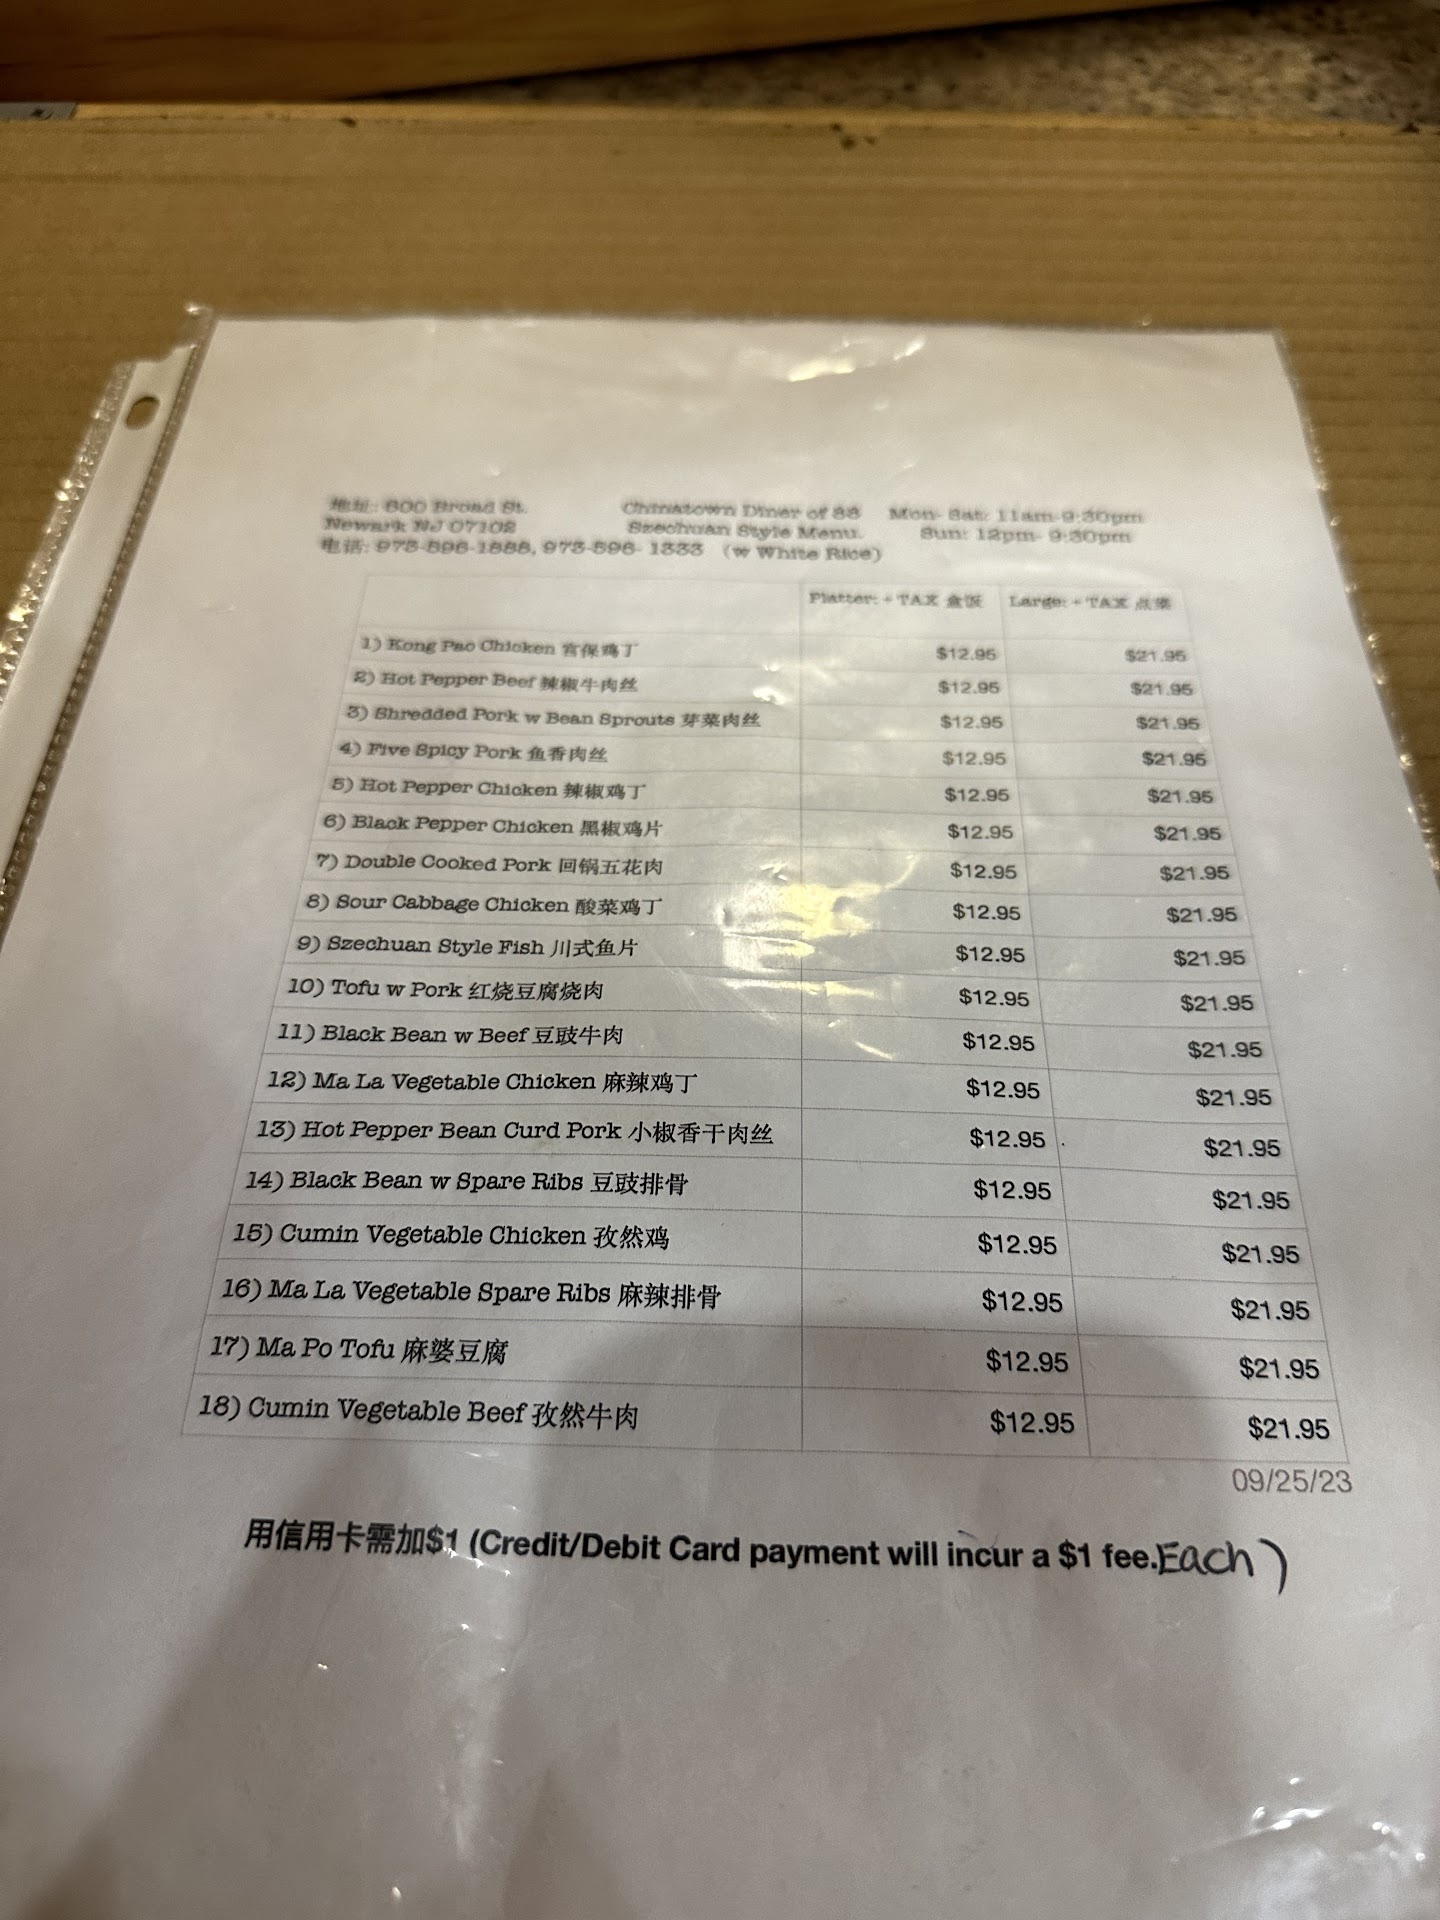 地址: 800 Broad St. Chinatown Diner of 88 Mon- Sat: 11am-9:30pm
Newark NJ 07102 Szechuan Style Menu. Sun: 12pm- 9:30pm
电话: 973-596-1888, 973-596- 1333 (w White Rice)
Platter: + TAX 盒饭 Large: + TAX 点菜
1) Kong Pao Chicken 宫保鸡丁 $12.95 $21.95
2) Hot Pepper Beef 辣椒牛肉丝 $12.95 $21.95
3) Shredded Pork w Bean Sprouts 芽菜肉丝 $12.95 $21.95
4) Five Spicy Pork 鱼香肉丝 $12.95 $21.95
5) Hot Pepper Chicken 辣椒鸡丁 $12.95 $21.95
6) Black Pepper Chicken 黑椒鸡片 $12.95 $21.95
7) Double Cooked Pork 回锅五花肉 $12.95 $21.95
8) Sour Cabbage Chicken 酸菜鸡丁 $12.95 $21.95
9) Szechuan Style Fish 川式鱼片 $12.95 $21.95
10) Tofu w Pork 红烧豆腐烧肉 $12.95 $21.95
11) Black Bean w Beef 豆豉牛肉 $12.95 $21.95
12) Ma La Vegetable Chicken 麻辣鸡丁 $12.95 $21.95
13) Hot Pepper Bean Curd Pork 小椒香干肉丝 $12.95 $21.95
14) Black Bean w Spare Ribs 豆豉排骨 $12.95 $21.95
15) Cumin Vegetable Chicken 孜然鸡 $12.95 $21.95
16) Ma La Vegetable Spare Ribs 麻辣排骨 $12.95 $21.95
17) Ma Po Tofu 麻婆豆腐 $12.95 $21.95
18) Cumin Vegetable Beef 孜然牛肉 $12.95 $21.95
09/25/23
用信用卡需加$1 (Credit/Debit Card payment will incur a $1 fee.Each)